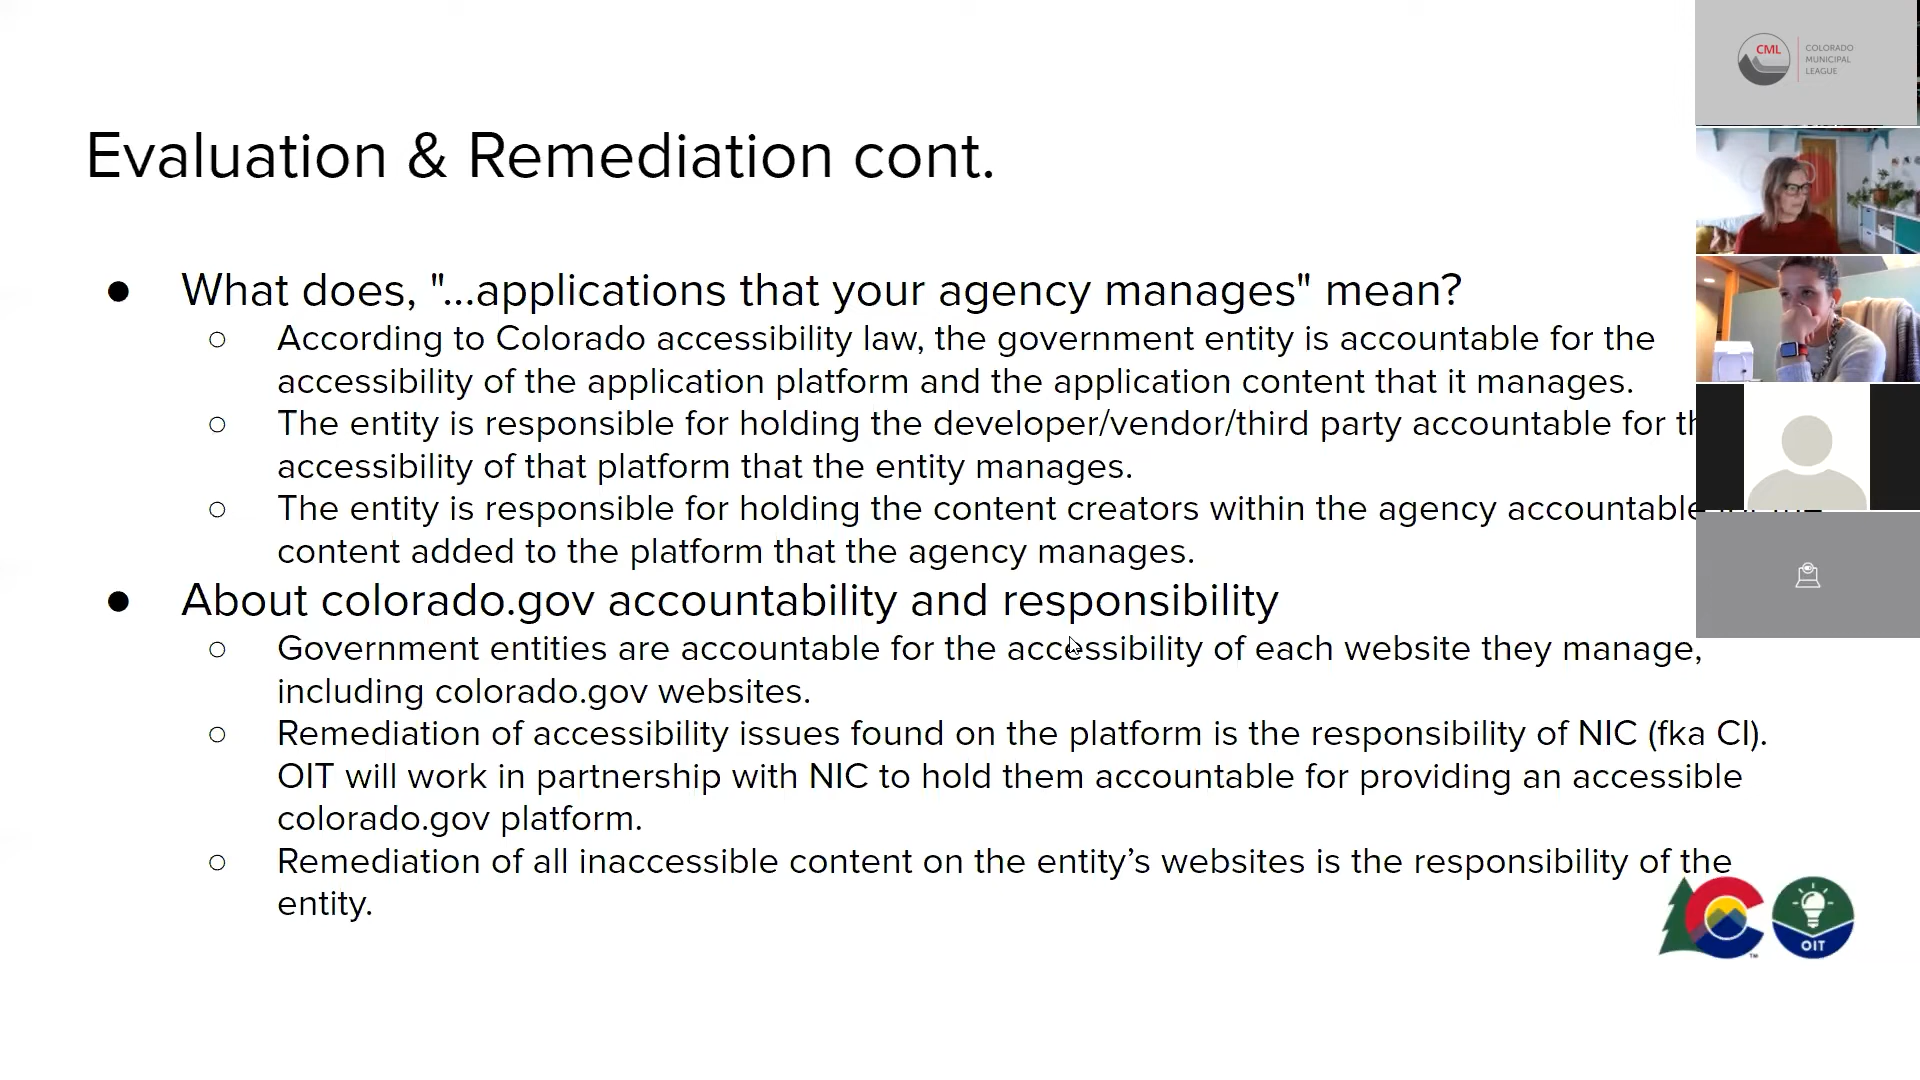 CML
COLORADO
MUNICIPAL
LEAGUE
Evaluation & Remediation cont.
● What does, "...applications that your agency manages" mean?
○ According to Colorado accessibility law, the government entity is accountable for the
accessibility of the application platform and the application content that it manages.
○ The entity is responsible for holding the developer/vendor/third party accountable for
accessibility of that platform that the entity manages.
○ The entity is responsible for holding the content creators within the agency accountable
content added to the platform that the agency manages.
● About colorado.gov accountability and responsibility
○ Government entities are accountable for the accessibility of each website they manage,
including colorado.gov websites.
○ Remediation of accessibility issues found on the platform is the responsibility of NIC (fka CI).
OIT will work in partnership with NIC to hold them accountable for providing an accessible
colorado.gov platform.
○ Remediation of all inaccessible content on the entity’s websites is the responsibility of the
entity.
TM
OIT